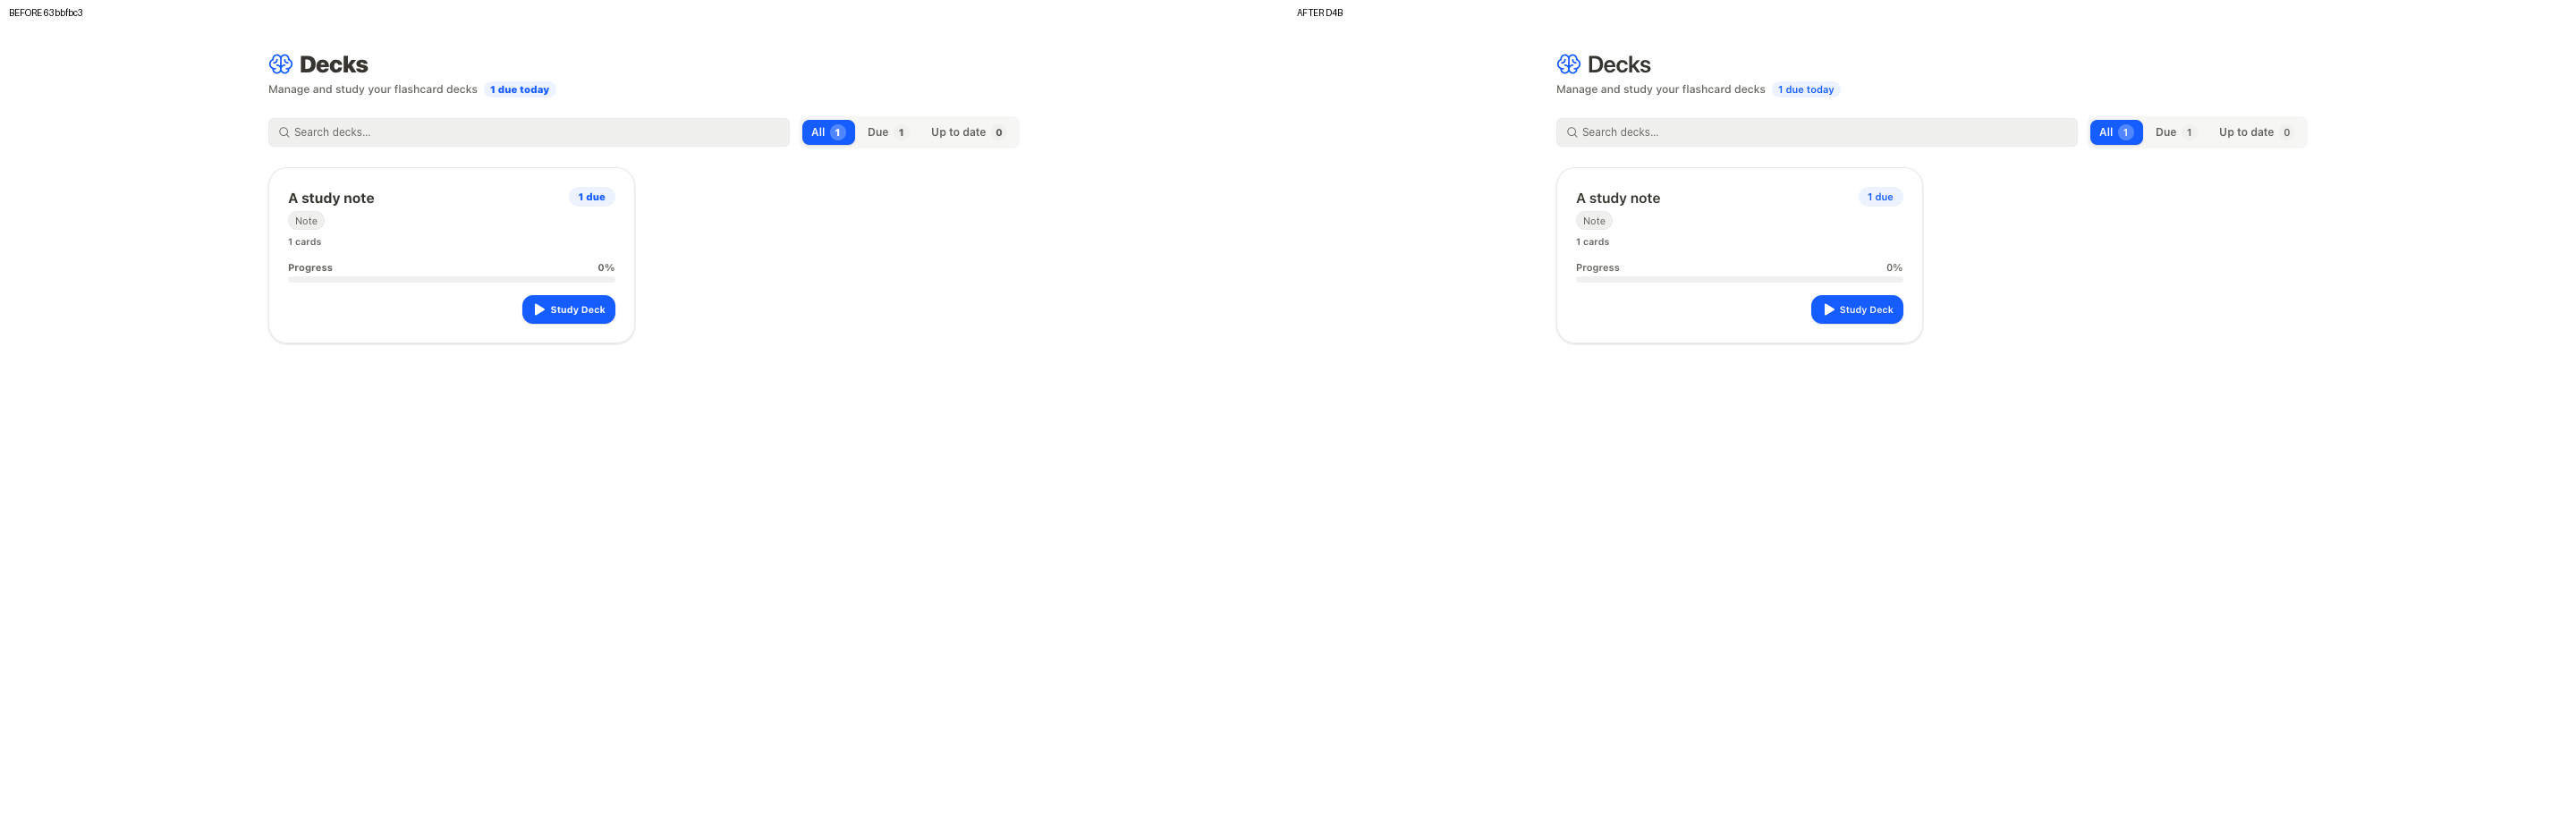 BEFORE 63bbfbc3
Decks
Manage and study your flashcard decks 1 due today
Search decks...
All 1 Due 1 Up to date 0
A study note 1 due
Note
1 cards
Progress 0%
Study Deck
AFTER D4B
Decks
Manage and study your flashcard decks 1 due today
Search decks...
All 1 Due 1 Up to date 0
A study note 1 due
Note
1 cards
Progress 0%
Study Deck